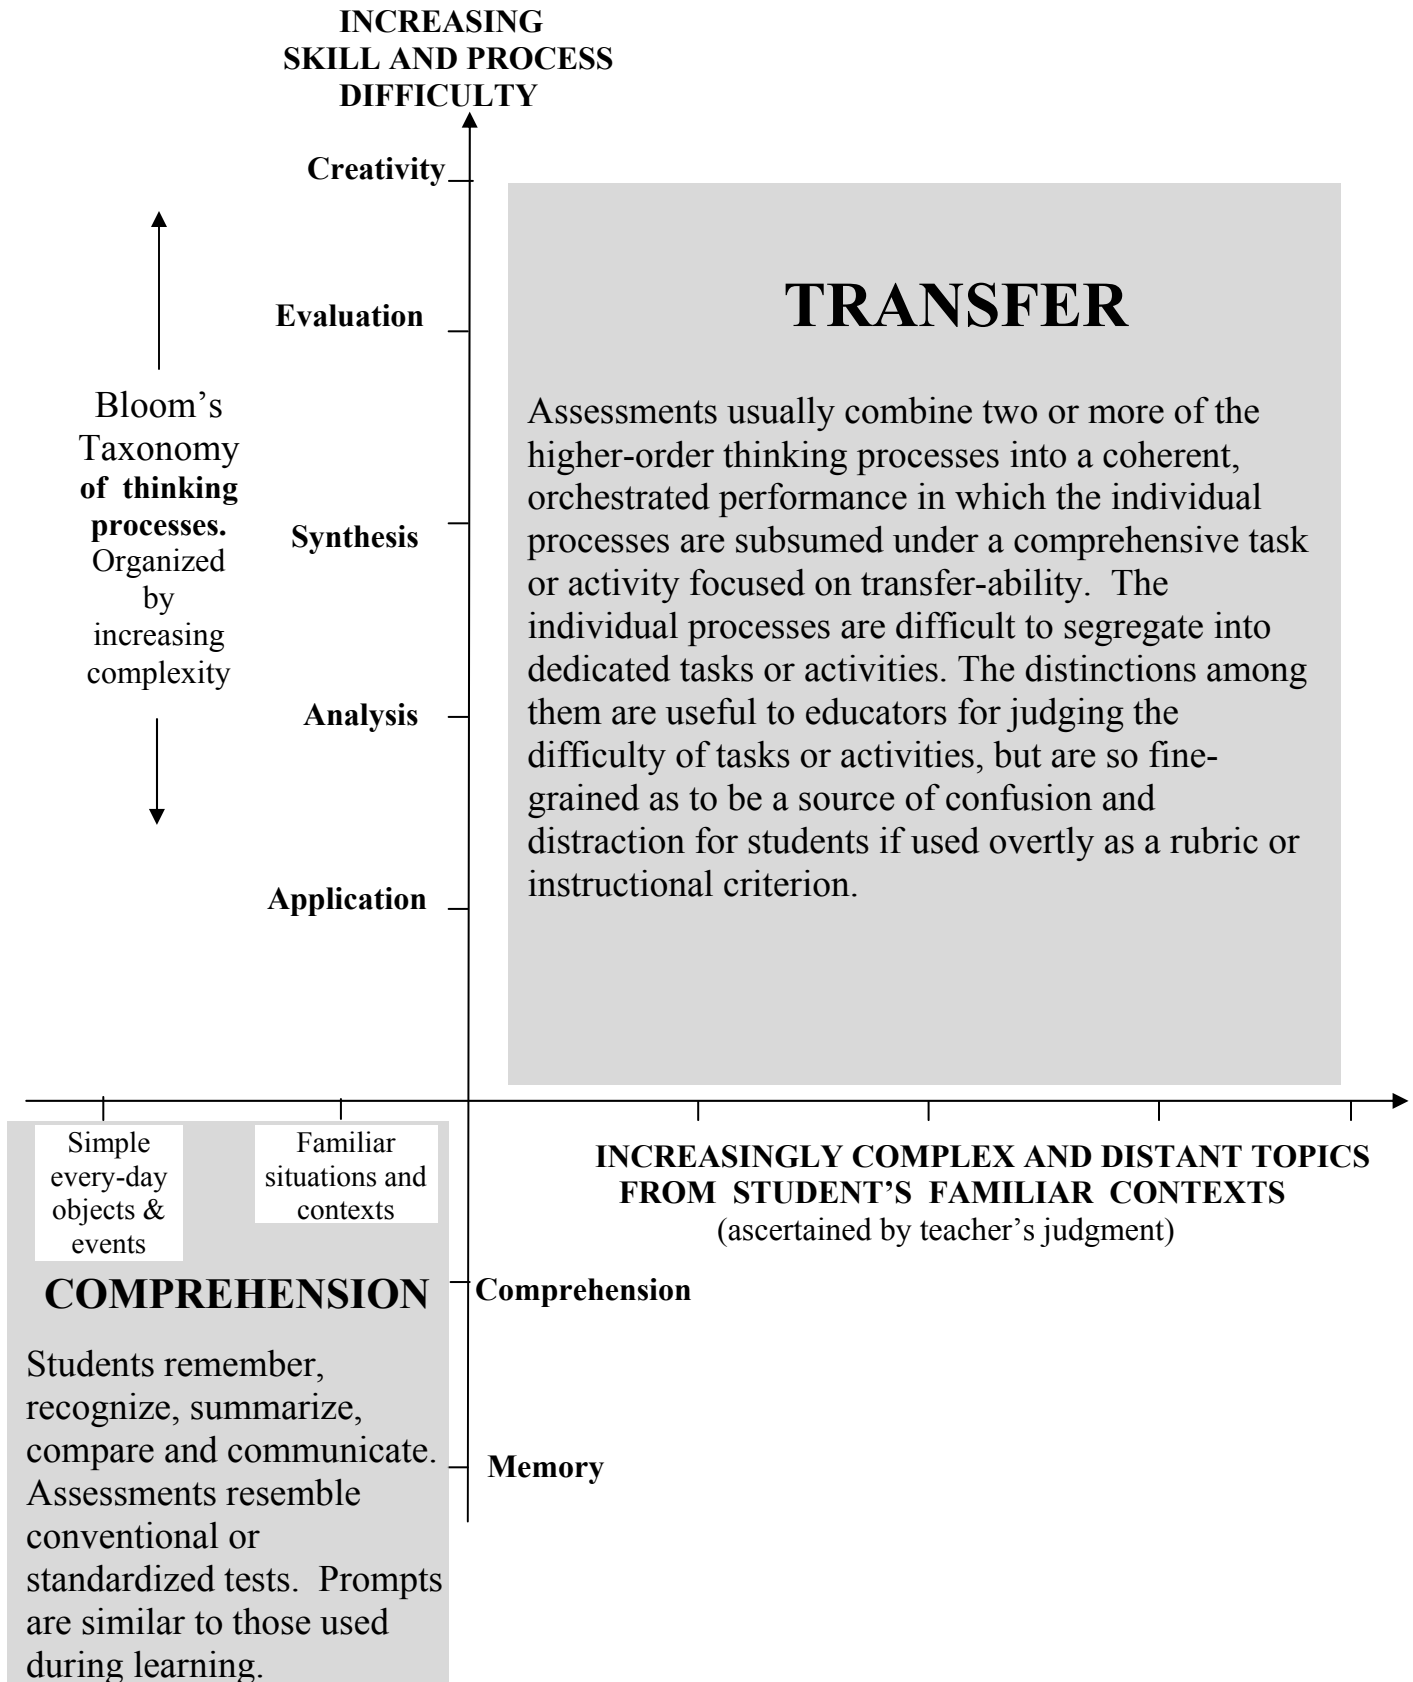 INCREASING
SKILL AND PROCESS
DIFFICULTY
Creativity
Evaluation
Synthesis
Analysis
Application
Bloom’s
Taxonomy
of thinking
processes.
Organized
by
increasing
complexity
TRANSFER
Assessments usually combine two or more of the
higher-order thinking processes into a coherent,
orchestrated performance in which the individual
processes are subsumed under a comprehensive task
or activity focused on transfer-ability.  The
individual processes are difficult to segregate into
dedicated tasks or activities. The distinctions among
them are useful to educators for judging the
difficulty of tasks or activities, but are so fine-
grained as to be a source of confusion and
distraction for students if used overtly as a rubric or
instructional criterion.
Simple
every-day
objects &
events
Familiar
situations and
contexts
INCREASINGLY COMPLEX AND DISTANT TOPICS
FROM STUDENT’S FAMILIAR CONTEXTS
(ascertained by teacher’s judgment)
COMPREHENSION
Students remember,
recognize, summarize,
compare and communicate.
Assessments resemble
conventional or
standardized tests.  Prompts
are similar to those used
during learning.
Comprehension
Memory